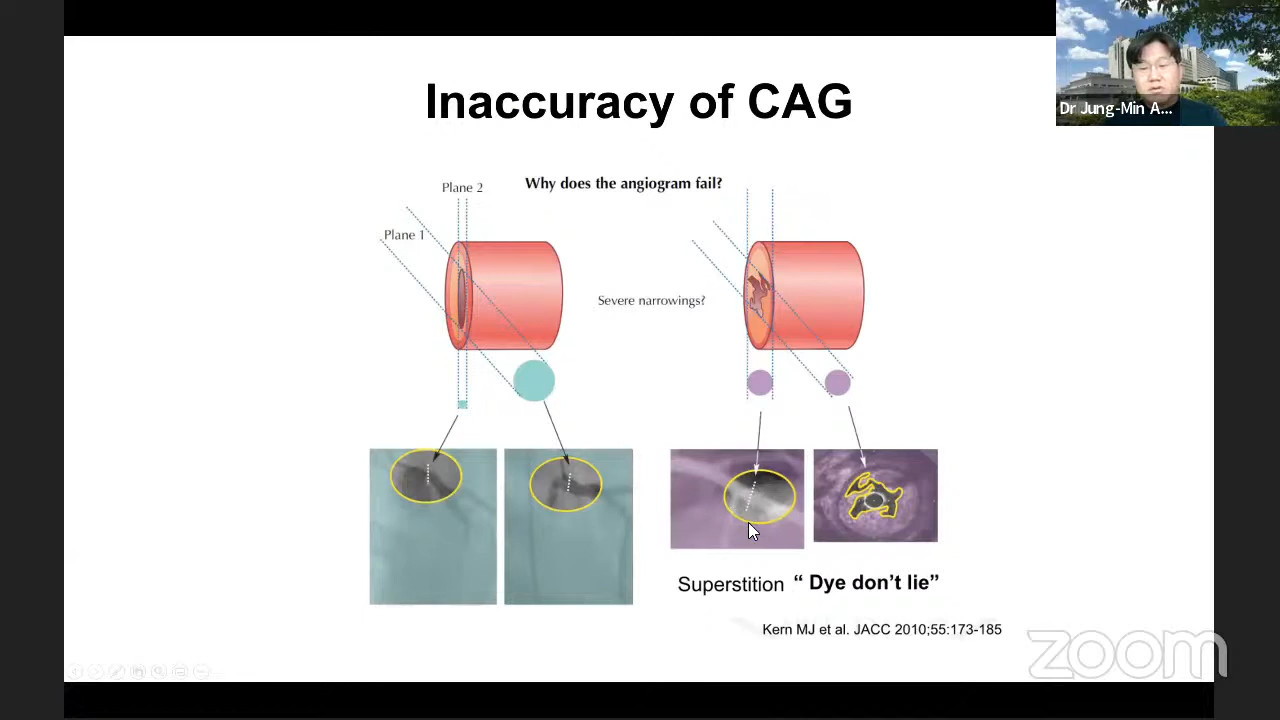 Inaccuracy of CAG
Dr Jung-Min A...
Why does the angiogram fail?
Plane 2
Plane 1
Severe narrowings?
Superstition “ Dye don’t lie”
Kern MJ et al. JACC 2010;55:173-185
zoom